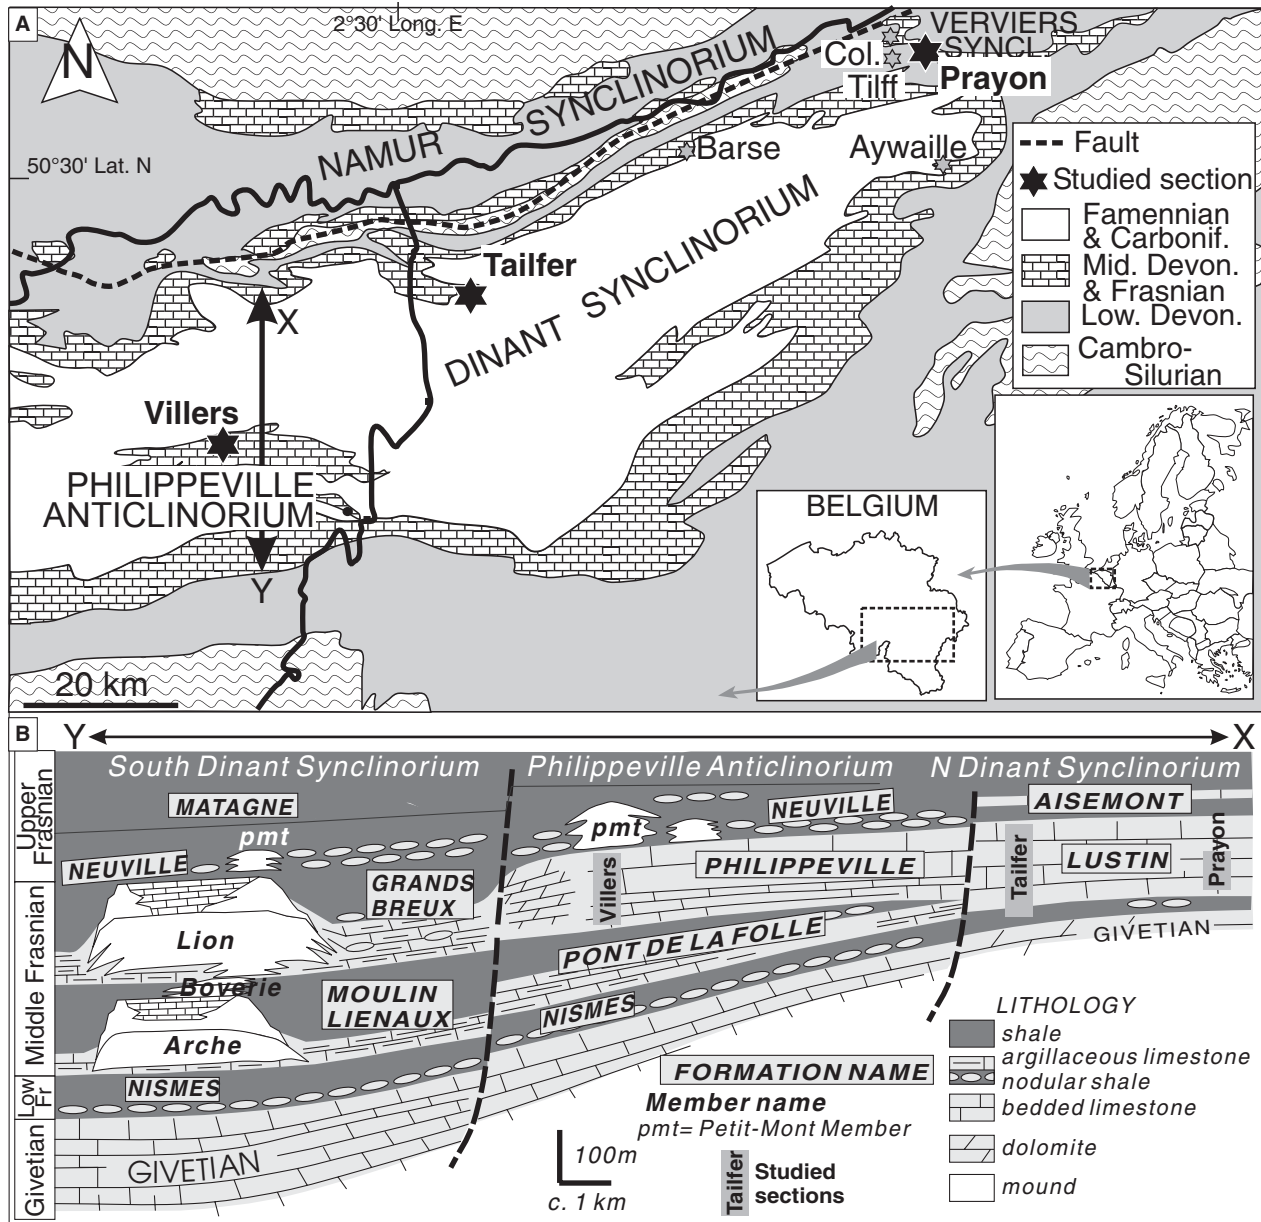 A
2°30' Long. E
N
50°30' Lat. N
NAMUR SYNCLINORIUM
VERVIERS
SYNCL.
Col.
Tilff
Prayon
Barse
Aywaille
Tailfer
DINANT SYNCLINORIUM
X
Villers
PHILIPPEVILLE
ANTICLINORIUM
Y
20 km
Fault
Studied section
Famennian
& Carbonif.
Mid. Devon.
& Frasnian
Low. Devon.
Cambro-
Silurian
BELGIUM
B
Y
X
South Dinant Synclinorium
Philippeville Anticlinorium
N Dinant Synclinorium
Upper
Frasnian
Middle Frasnian
Low
Fr
Givetian
MATAGNE
pmt
NEUVILLE
GRANDS
BREUX
Lion
Boverie
MOULIN
LIENAUX
Arche
NISMES
GIVETIAN
pmt
NEUVILLE
Villers
PHILIPPEVILLE
PONT DE LA FOLLE
NISMES
AISEMONT
Tailfer
LUSTIN
Prayon
GIVETIAN
FORMATION NAME
Member name
pmt= Petit-Mont Member
100m
c. 1 km
Tailfer
Studied
sections
LITHOLOGY
shale
argillaceous limestone
nodular shale
bedded limestone
dolomite
mound